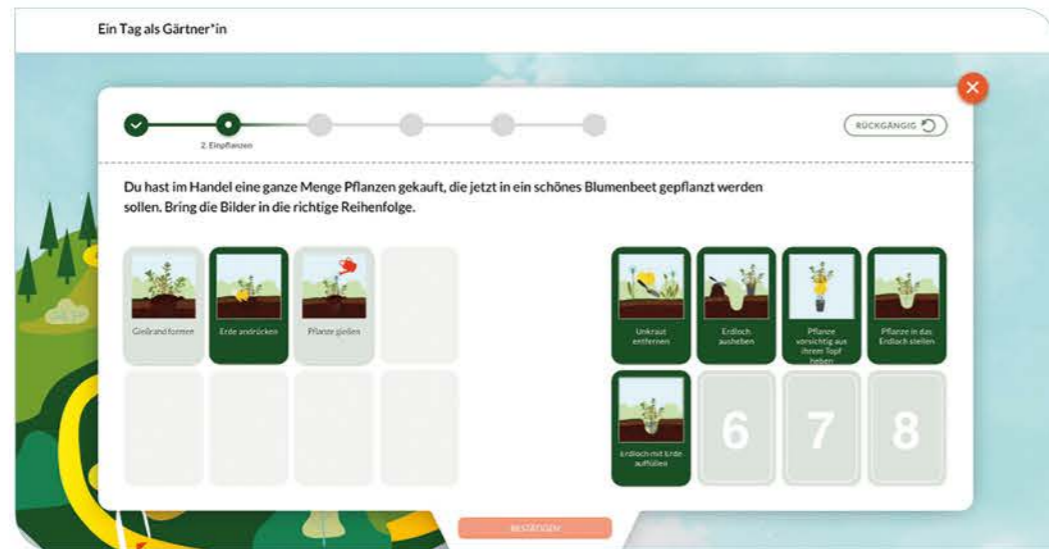 Ein Tag als Gärtner*in
RÜCKGÄNGIG
2. Einpflanzen
Du hast im Handel eine ganze Menge Pflanzen gekauft, die jetzt in ein schönes Blumenbeet gepflanzt werden
sollen. Bring die Bilder in die richtige Reihenfolge.
Gießrand formen
Erde andrücken
Pflanze gießen
Unkraut
entfernen
Erdloch
ausheben
Pflanze
vorsichtig aus
ihrem Topf
heben
Pflanze in das
Erdloch stellen
Erdloch mit Erde
auffüllen
6
7
8
BESTÄTIGEN